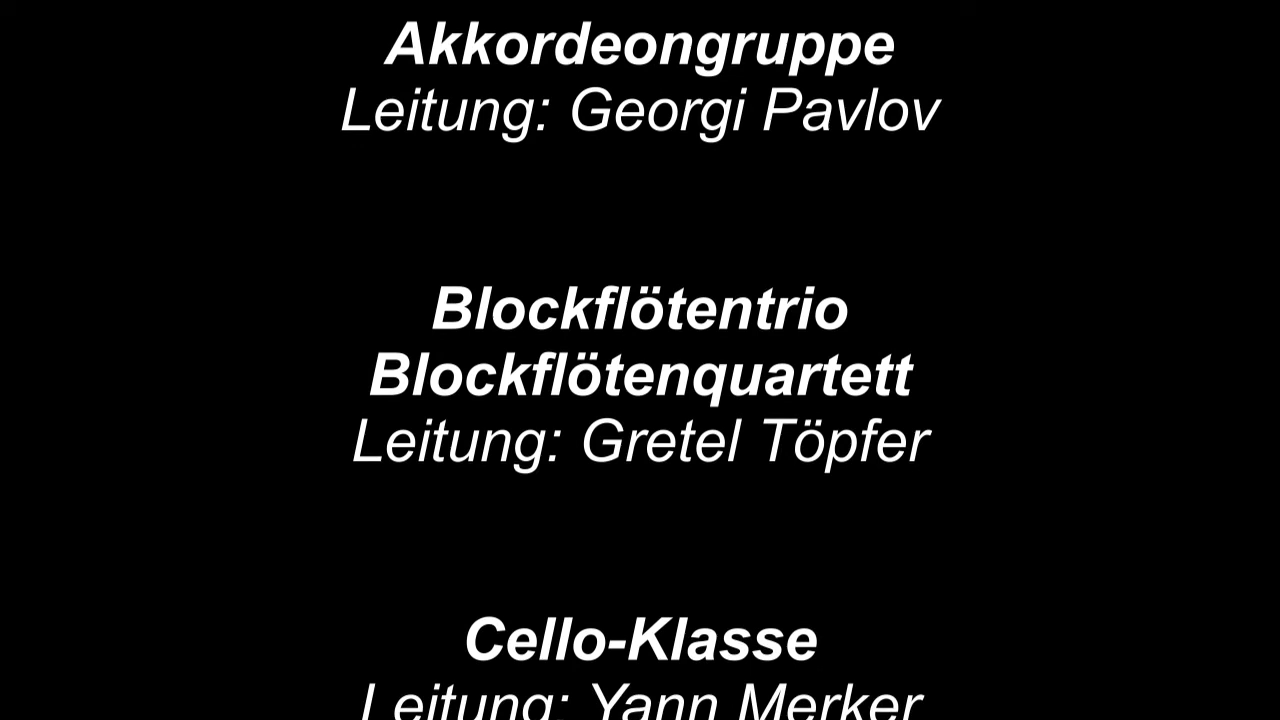 Akkordeongruppe
Leitung: Georgi Pavlov
Blockflötentrio
Blockflötenquartett
Leitung: Gretel Töpfer
Cello-Klasse
Leitung: Yann Merker